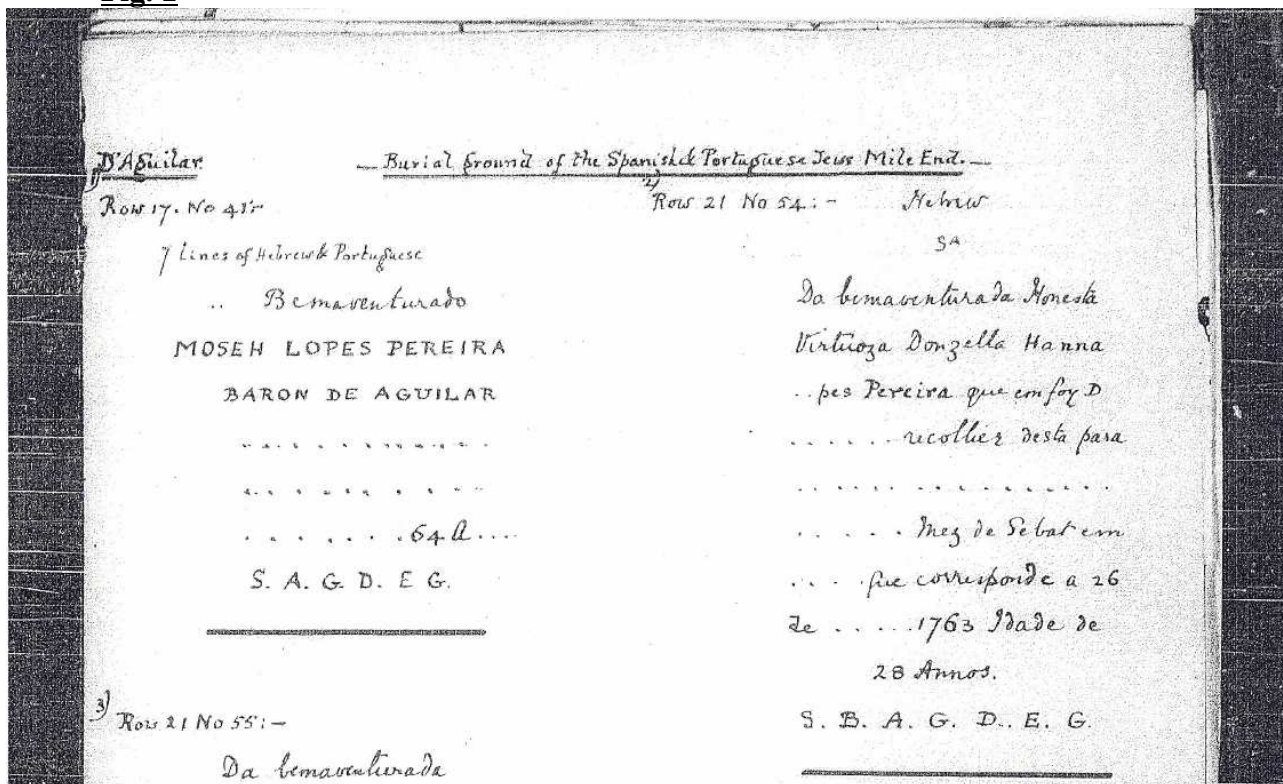 D'Aguilar.
— Burial Ground of the Spanish & Portuguese Jews Mile End. —
1)
Row 17. No 41:-
7 Lines of Hebrew & Portuguese
.. Bemaventurado
MOSEH LOPES PEREIRA
BARON DE AGUILAR
. . . . . . . . . .
. . . . . . . . . .
. . . . . . . 64 A....
S. A. G. D. E G.
2)
Row 21 No 54:- Hebrew
SA
Da bemaventurada Honesta
Virtuoza Donzella Hanna
..pes Pereira que em foy D
. . . . . . recolher desta para
. . . . . . . . . . . . . . .
. . . . . Mez de Sebat em
. . . . que corresponde a 26
de ..... 1763 Idade de
28 Annos.
S. B. A. G. D.. E. G.
3)
Row 21 No 55:-
Da bemaventurada